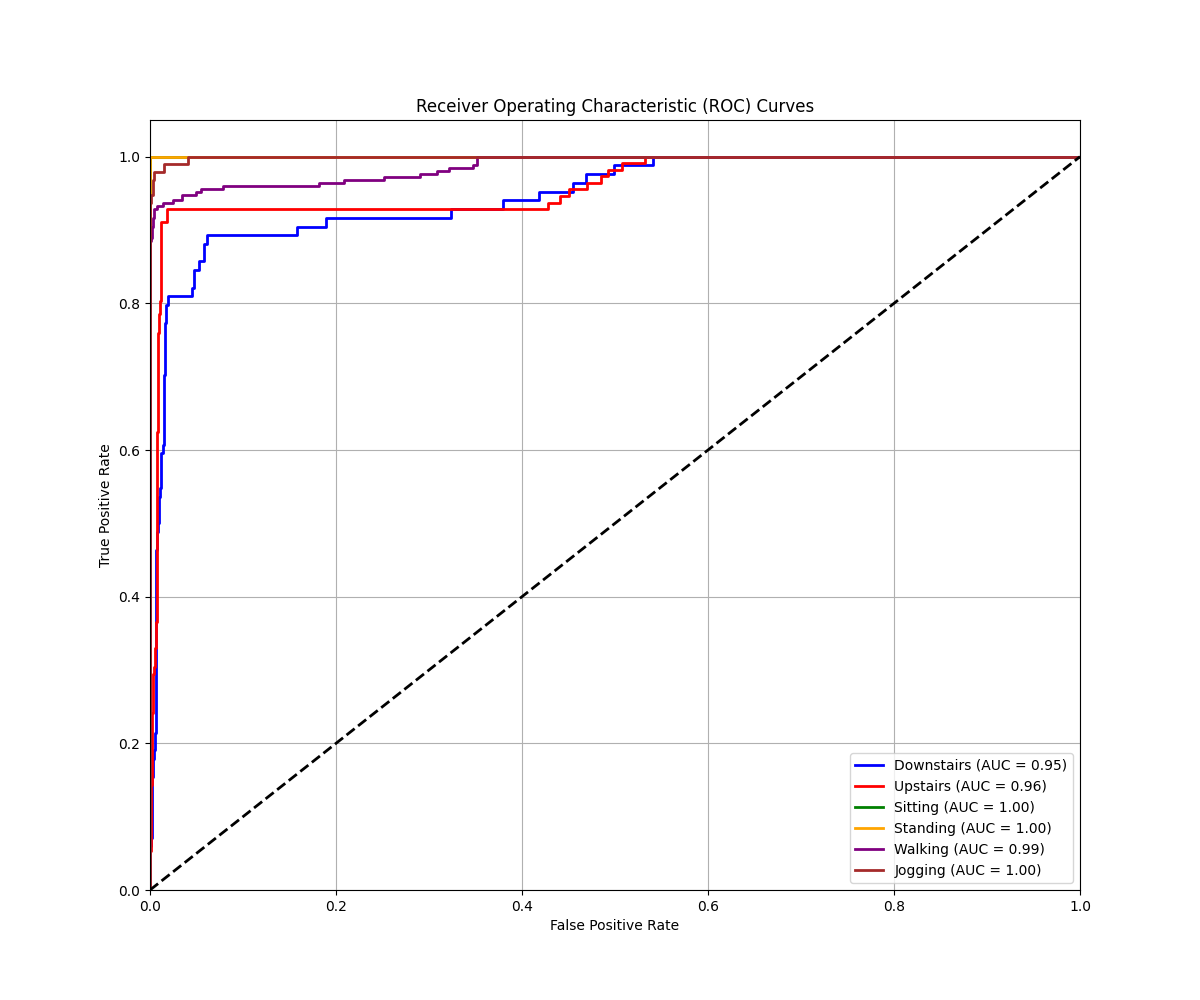 Receiver Operating Characteristic (ROC) Curves
True Positive Rate
1.0
0.8
0.6
0.4
0.2
0.0
Downstairs (AUC = 0.95)
Upstairs (AUC = 0.96)
Sitting (AUC = 1.00)
Standing (AUC = 1.00)
Walking (AUC = 0.99)
Jogging (AUC = 1.00)
0.0 0.2 0.4 0.6 0.8 1.0
False Positive Rate